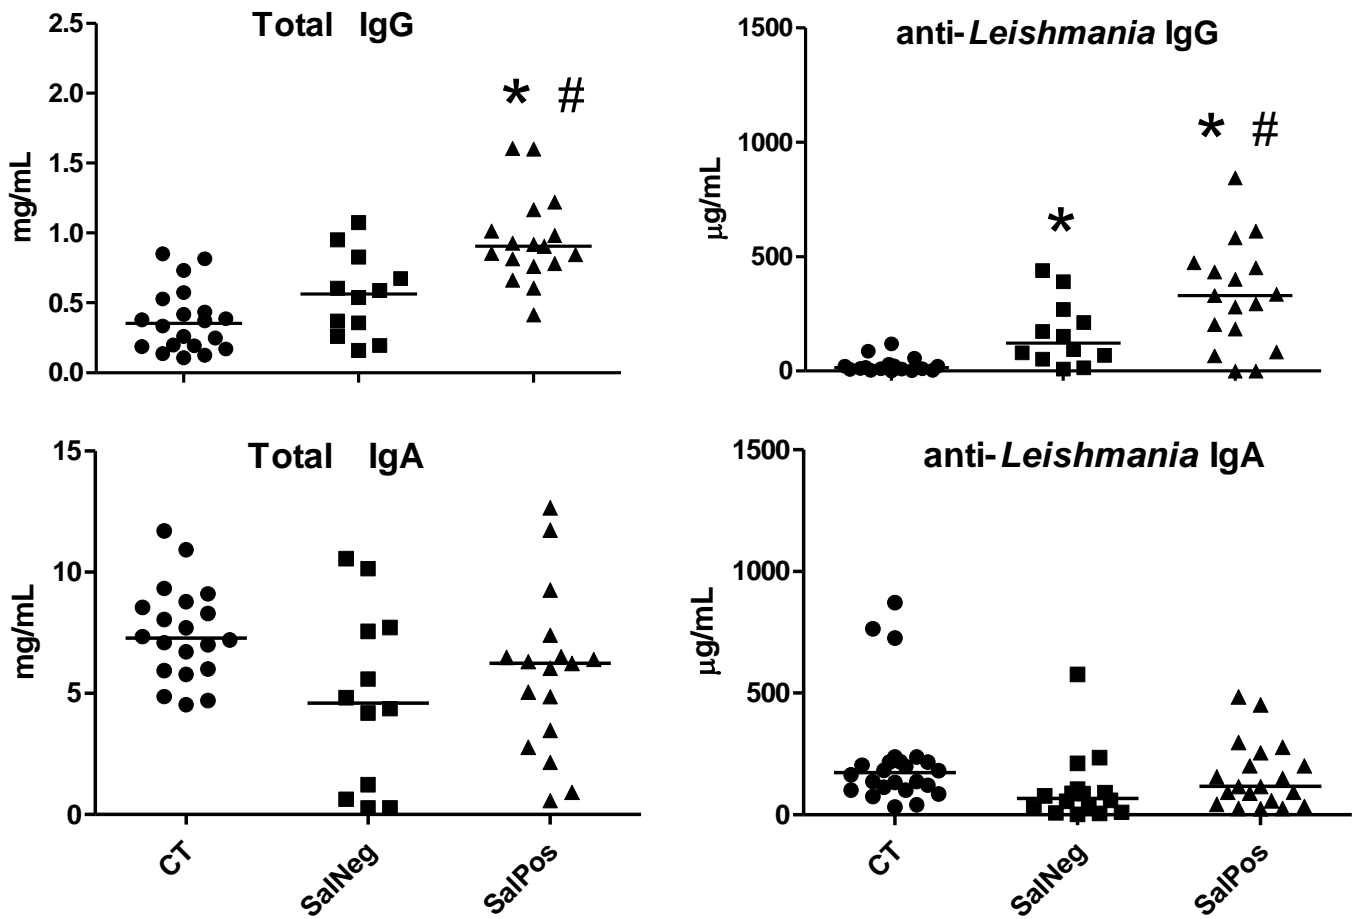 Total IgG
2.5
2.0
1.5
1.0
0.5
0.0
mg/mL
* #
anti-Leishmania IgG
1500
1000
500
0
µg/mL
*
* #
Total IgA
15
10
5
0
mg/mL
CT
SalNeg
SalPos
anti-Leishmania IgA
1500
1000
500
0
µg/mL
CT
SalNeg
SalPos